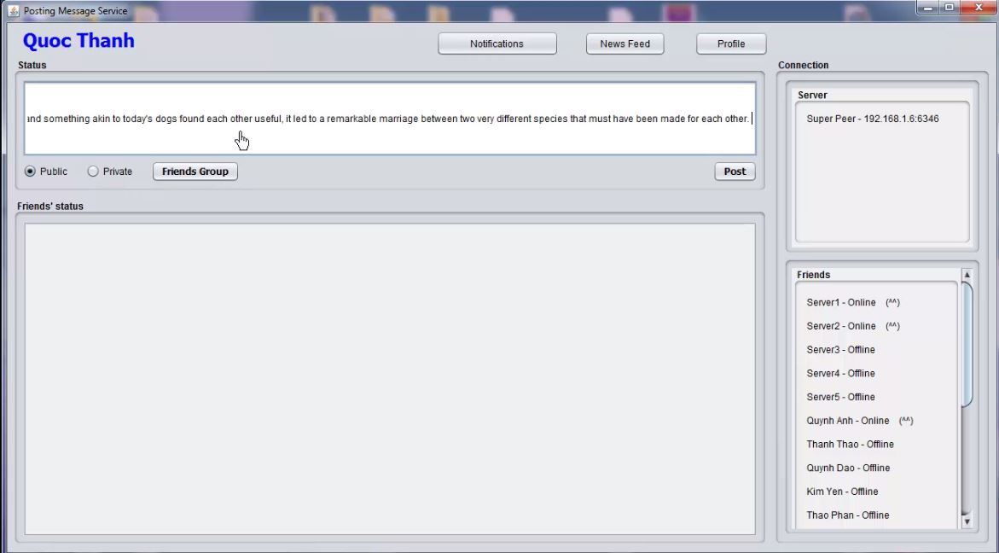 Posting Message Service
Quoc Thanh
Notifications
News Feed
Profile
Status
and something akin to today's dogs found each other useful, it led to a remarkable marriage between two very different species that must have been made for each other.
Public
Private
Friends Group
Post
Friends' status
Connection
Server
Super Peer - 192.168.1.6:6346
Friends
Server1 - Online (^^)
Server2 - Online (^^)
Server3 - Offline
Server4 - Offline
Server5 - Offline
Quynh Anh - Online (^^)
Thanh Thao - Offline
Quynh Dao - Offline
Kim Yen - Offline
Thao Phan - Offline